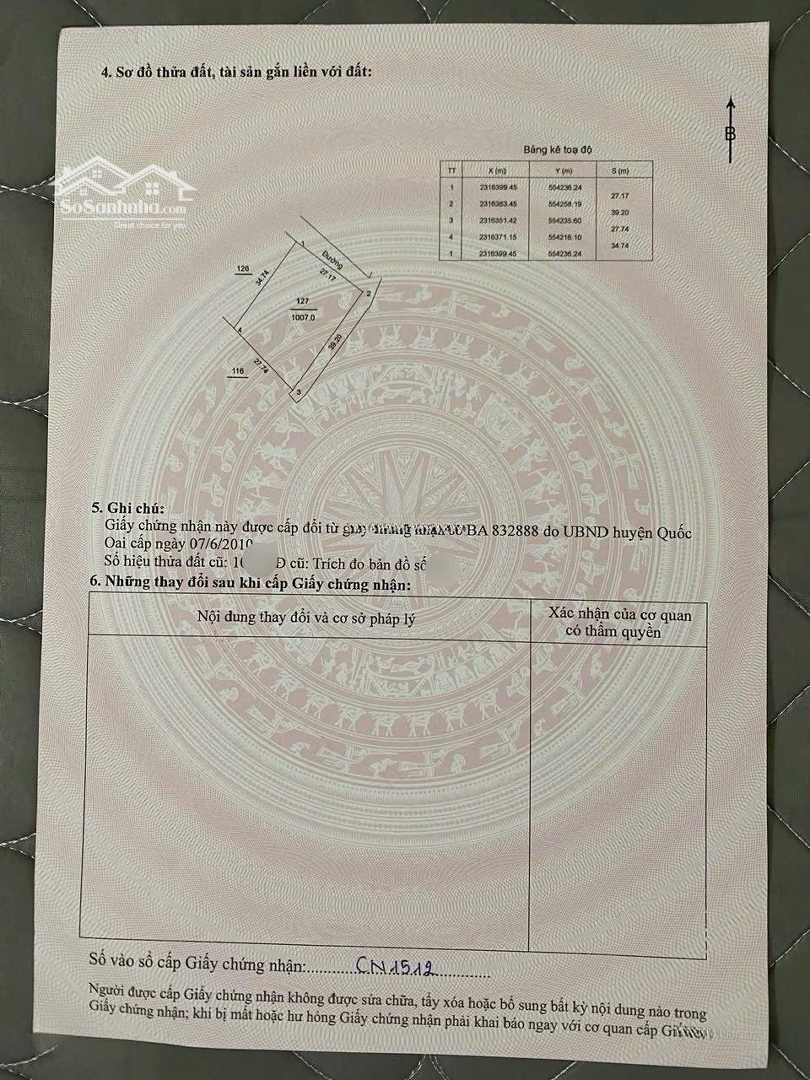 4. Sơ đồ thửa đất, tài sản gắn liền với đất:
B
SoSanhnha.com
Great choice for you
Bảng kê toạ độ
TT X (m) Y (m) S (m)
1 2316399.45 554236.24
27.17
2 2316383.45 554258.19
39.20
3 2316351.42 554235.60
27.74
4 2316371.15 554216.10
34.74
1 2316399.45 554236.24
Đường
126
34.74
27.17
2
127
1007.0
4
39.20
116
27.74
3
5. Ghi chú:
Giấy chứng nhận này được cấp đổi từ BA 832888 do UBND huyện Quốc
Oai cấp ngày 07/6/2010
Số hiệu thửa đất cũ: cũ: Trích đo bản đồ số
6. Những thay đổi sau khi cấp Giấy chứng nhận:
Nội dung thay đổi và cơ sở pháp lý
Xác nhận của cơ quan
có thẩm quyền
Số vào sổ cấp Giấy chứng nhận:............CN1512.............
Người được cấp Giấy chứng nhận không được sửa chữa, tẩy xóa hoặc bổ sung bất kỳ nội dung nào trong
Giấy chứng nhận; khi bị mất hoặc hư hỏng Giấy chứng nhận phải khai báo ngay với cơ quan cấp